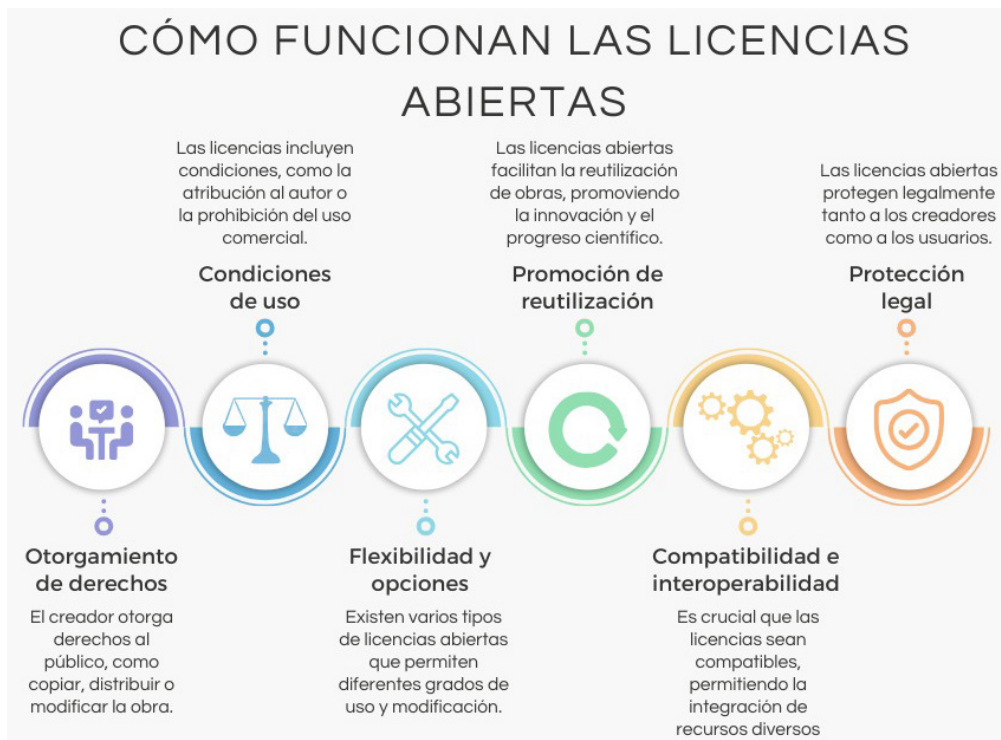 CÓMO FUNCIONAN LAS LICENCIAS
ABIERTAS
Las licencias incluyen
condiciones, como la
atribución al autor o
la prohibición del uso
comercial.
Condiciones
de uso
Las licencias abiertas
facilitan la reutilización
de obras, promoviendo
la innovación y el
progreso científico.
Promoción de
reutilización
Las licencias abiertas
protegen legalmente
tanto a los creadores
como a los usuarios.
Protección
legal
Otorgamiento
de derechos
El creador otorga
derechos al
público, como
copiar, distribuir o
modificar la obra.
Flexibilidad y
opciones
Existen varios tipos
de licencias abiertas
que permiten
diferentes grados de
uso y modificación.
Compatibilidad e
interoperabilidad
Es crucial que las
licencias sean
compatibles,
permitiendo la
integración de
recursos diversos